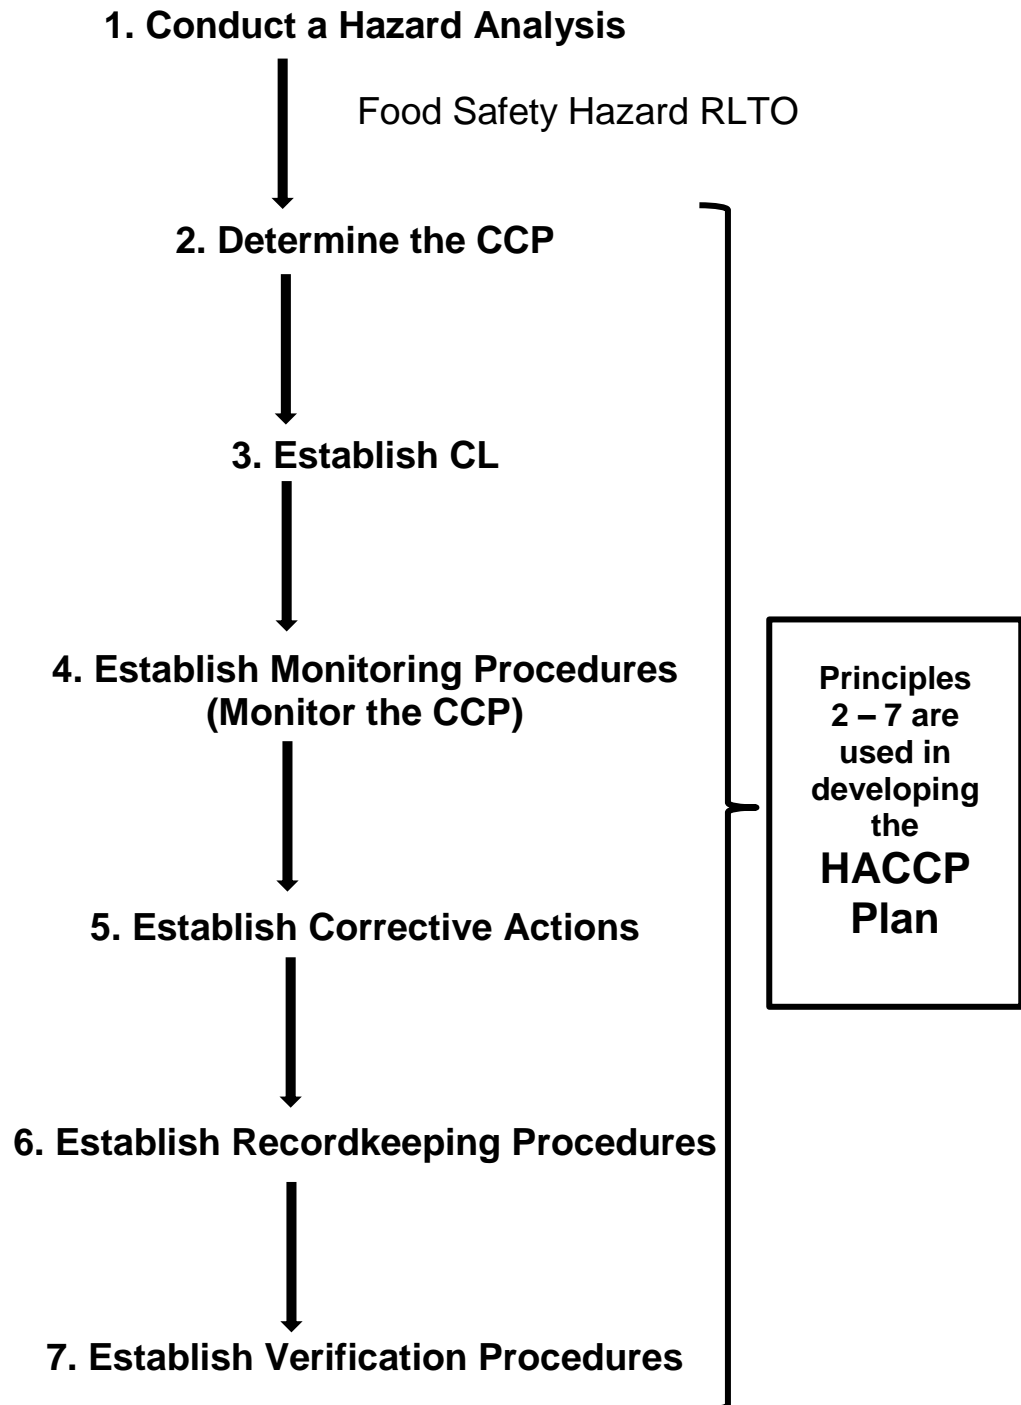 1. Conduct a Hazard Analysis
Food Safety Hazard RLTO
2. Determine the CCP
3. Establish CL
4. Establish Monitoring Procedures
(Monitor the CCP)
5. Establish Corrective Actions
6. Establish Recordkeeping Procedures
7. Establish Verification Procedures
Principles
2 – 7 are
used in
developing
the
HACCP
Plan